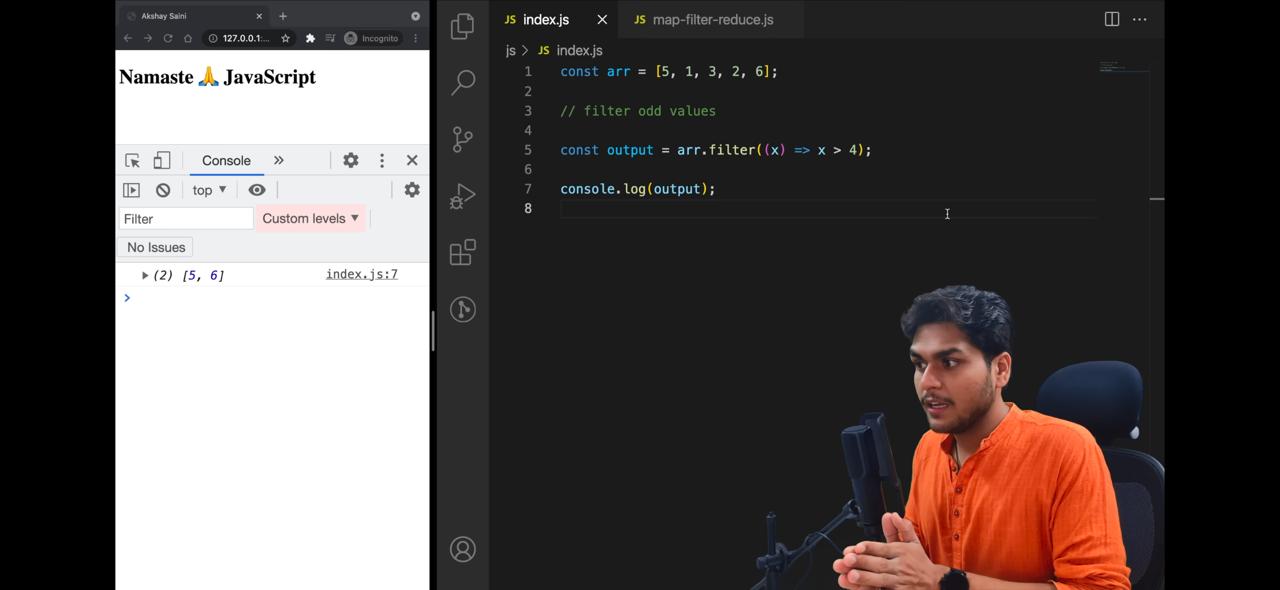 Akshay Saini
127.0.0.1:...
Incognito
Namaste 🙏 JavaScript
Console
top
Filter
Custom levels
No Issues
(2) [5, 6]
index.js:7
JS index.js
JS map-filter-reduce.js
js > JS index.js
1 const arr = [5, 1, 3, 2, 6];
2
3 // filter odd values
4
5 const output = arr.filter((x) => x > 4);
6
7 console.log(output);
8